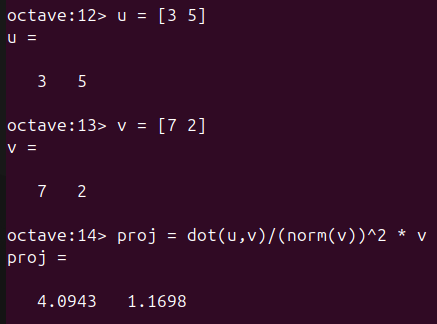 octave:12> u = [3 5]
u =
3   5
octave:13> v = [7 2]
v =
7   2
octave:14> proj = dot(u,v)/(norm(v))^2 * v
proj =
4.0943   1.1698